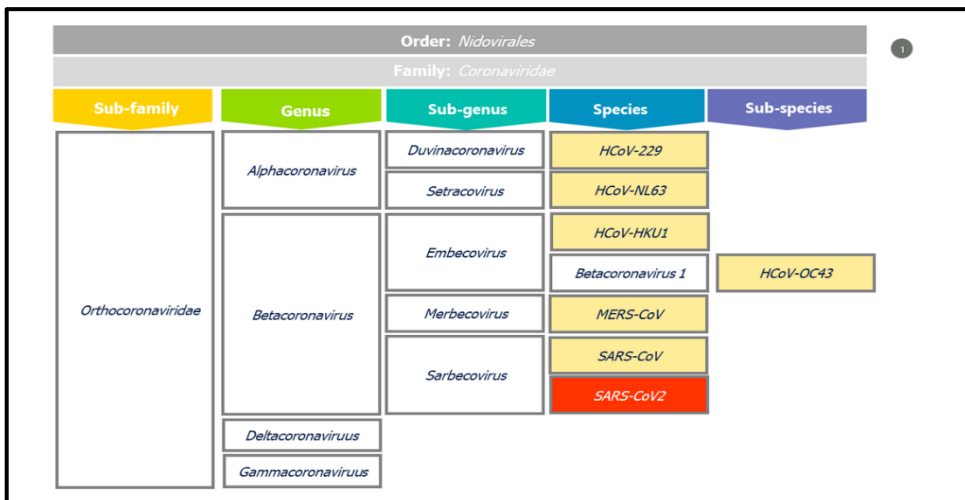 Order: Nidovirales
1
Family: Coronaviridae
Sub-family
Genus
Sub-genus
Species
Sub-species
Orthocoronaviridae
Alphacoronavirus
Duvinacoronavirus
HCoV-229
Setracovirus
HCoV-NL63
Betacoronavirus
Embecovirus
HCoV-HKU1
Betacoronavirus 1
HCoV-OC43
Merbecovirus
MERS-CoV
Sarbecovirus
SARS-CoV
SARS-CoV2
Deltacoronaviruus
Gammacoronaviruus